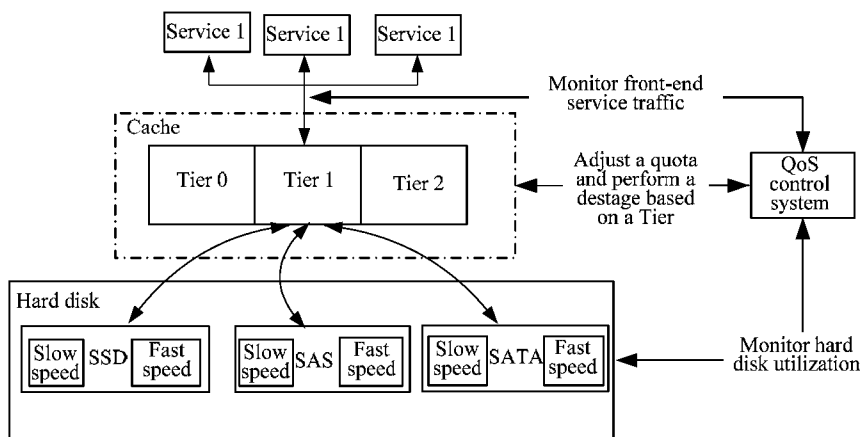 Service 1
Service 1
Service 1
Monitor front-end
service traffic
Cache
Tier 0
Tier 1
Tier 2
Adjust a quota
and perform a
destage based
on a Tier
QoS
control
system
Hard disk
Slow
speed
SSD
Fast
speed
Slow
speed
SAS
Fast
speed
Slow
speed
SATA
Fast
speed
Monitor hard
disk utilization